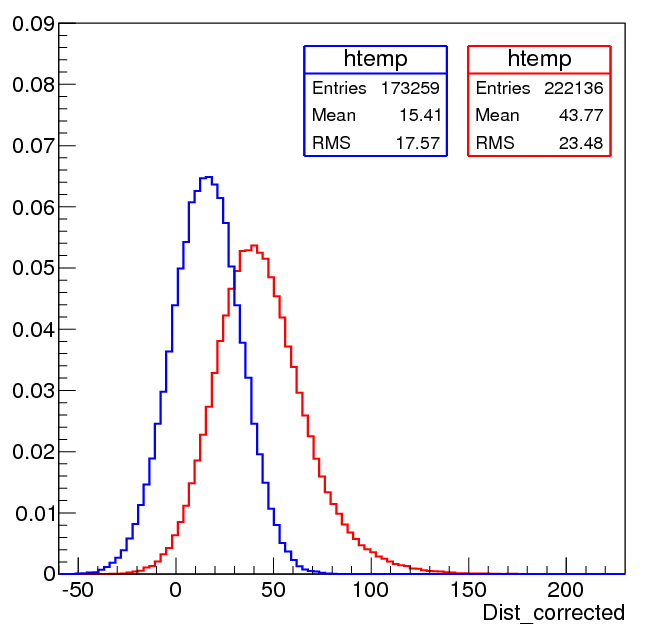 0.09
0.08
0.07
0.06
0.05
0.04
0.03
0.02
0.01
0
htemp
Entries 173259
Mean 15.41
RMS 17.57
htemp
Entries 222136
Mean 43.77
RMS 23.48
-50 0 50 100 150 200
Dist_corrected